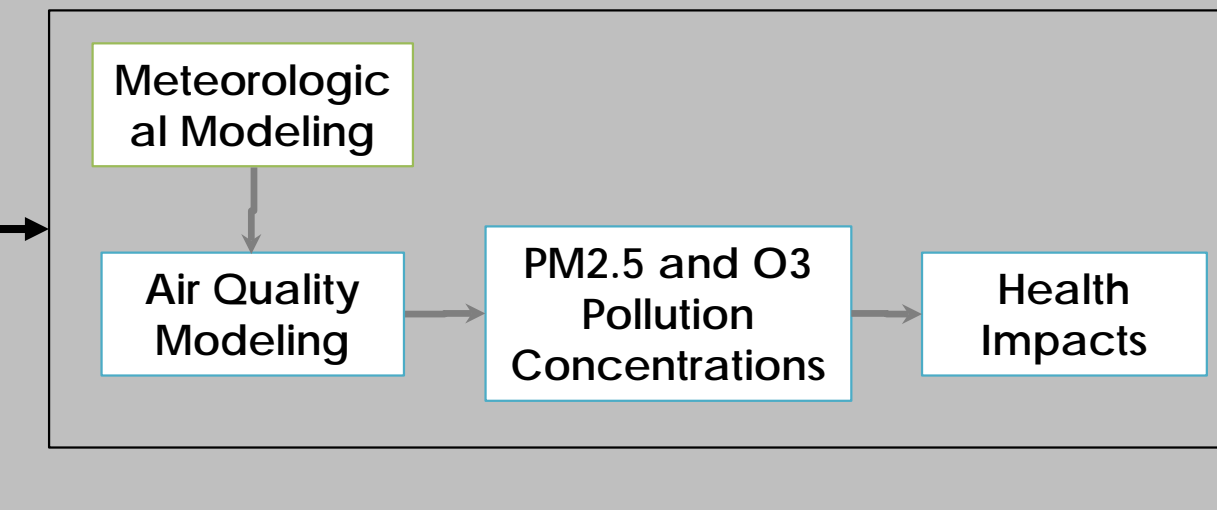 Meteorologic
al Modeling
Air Quality
Modeling
PM2.5 and O3
Pollution
Concentrations
Health
Impacts